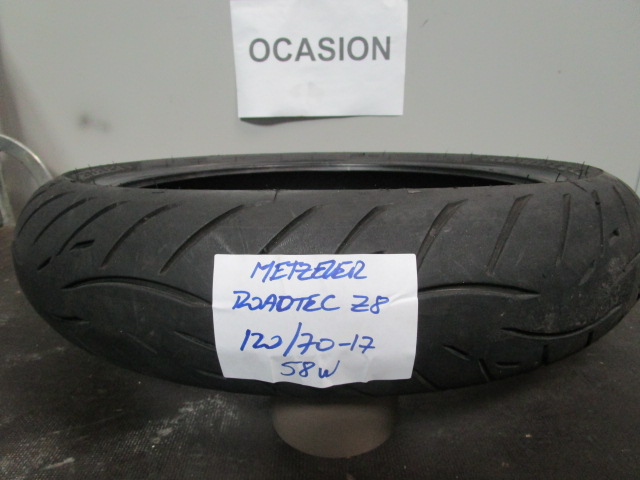 OCASION
METZELER
ROADTEC Z8
120/70-17
58W